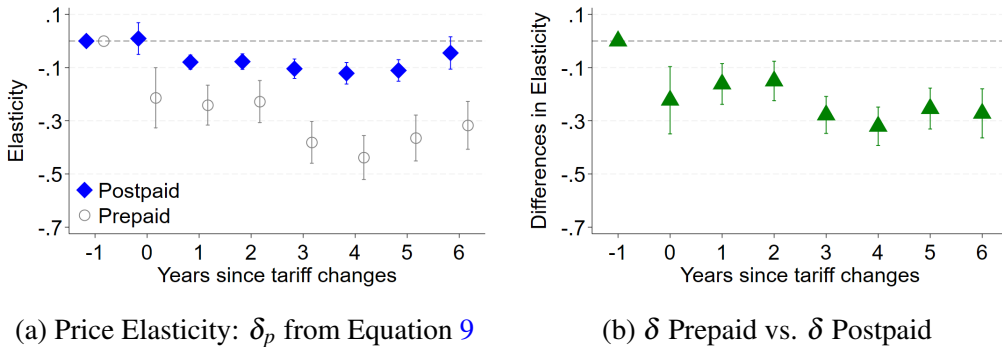 .1
-.1
-.3
-.5
-.7
Elasticity
Postpaid
Prepaid
-1 0 1 2 3 4 5 6
Years since tariff changes
(a) Price Elasticity: δp from Equation 9
.1
-.1
-.3
-.5
-.7
Differences in Elasticity
-1 0 1 2 3 4 5 6
Years since tariff changes
(b) δ Prepaid vs. δ Postpaid